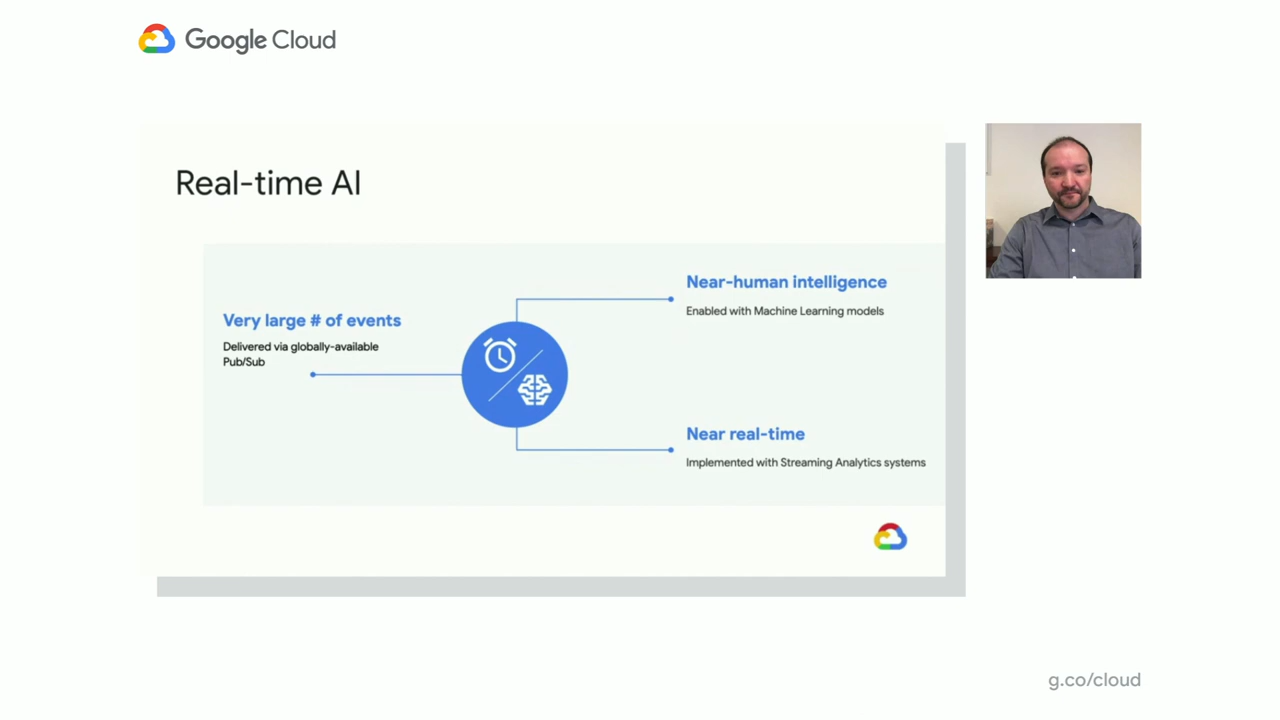 Google Cloud
Real-time AI
Very large # of events
Delivered via globally-available
Pub/Sub
Near-human intelligence
Enabled with Machine Learning models
Near real-time
Implemented with Streaming Analytics systems
g.co/cloud